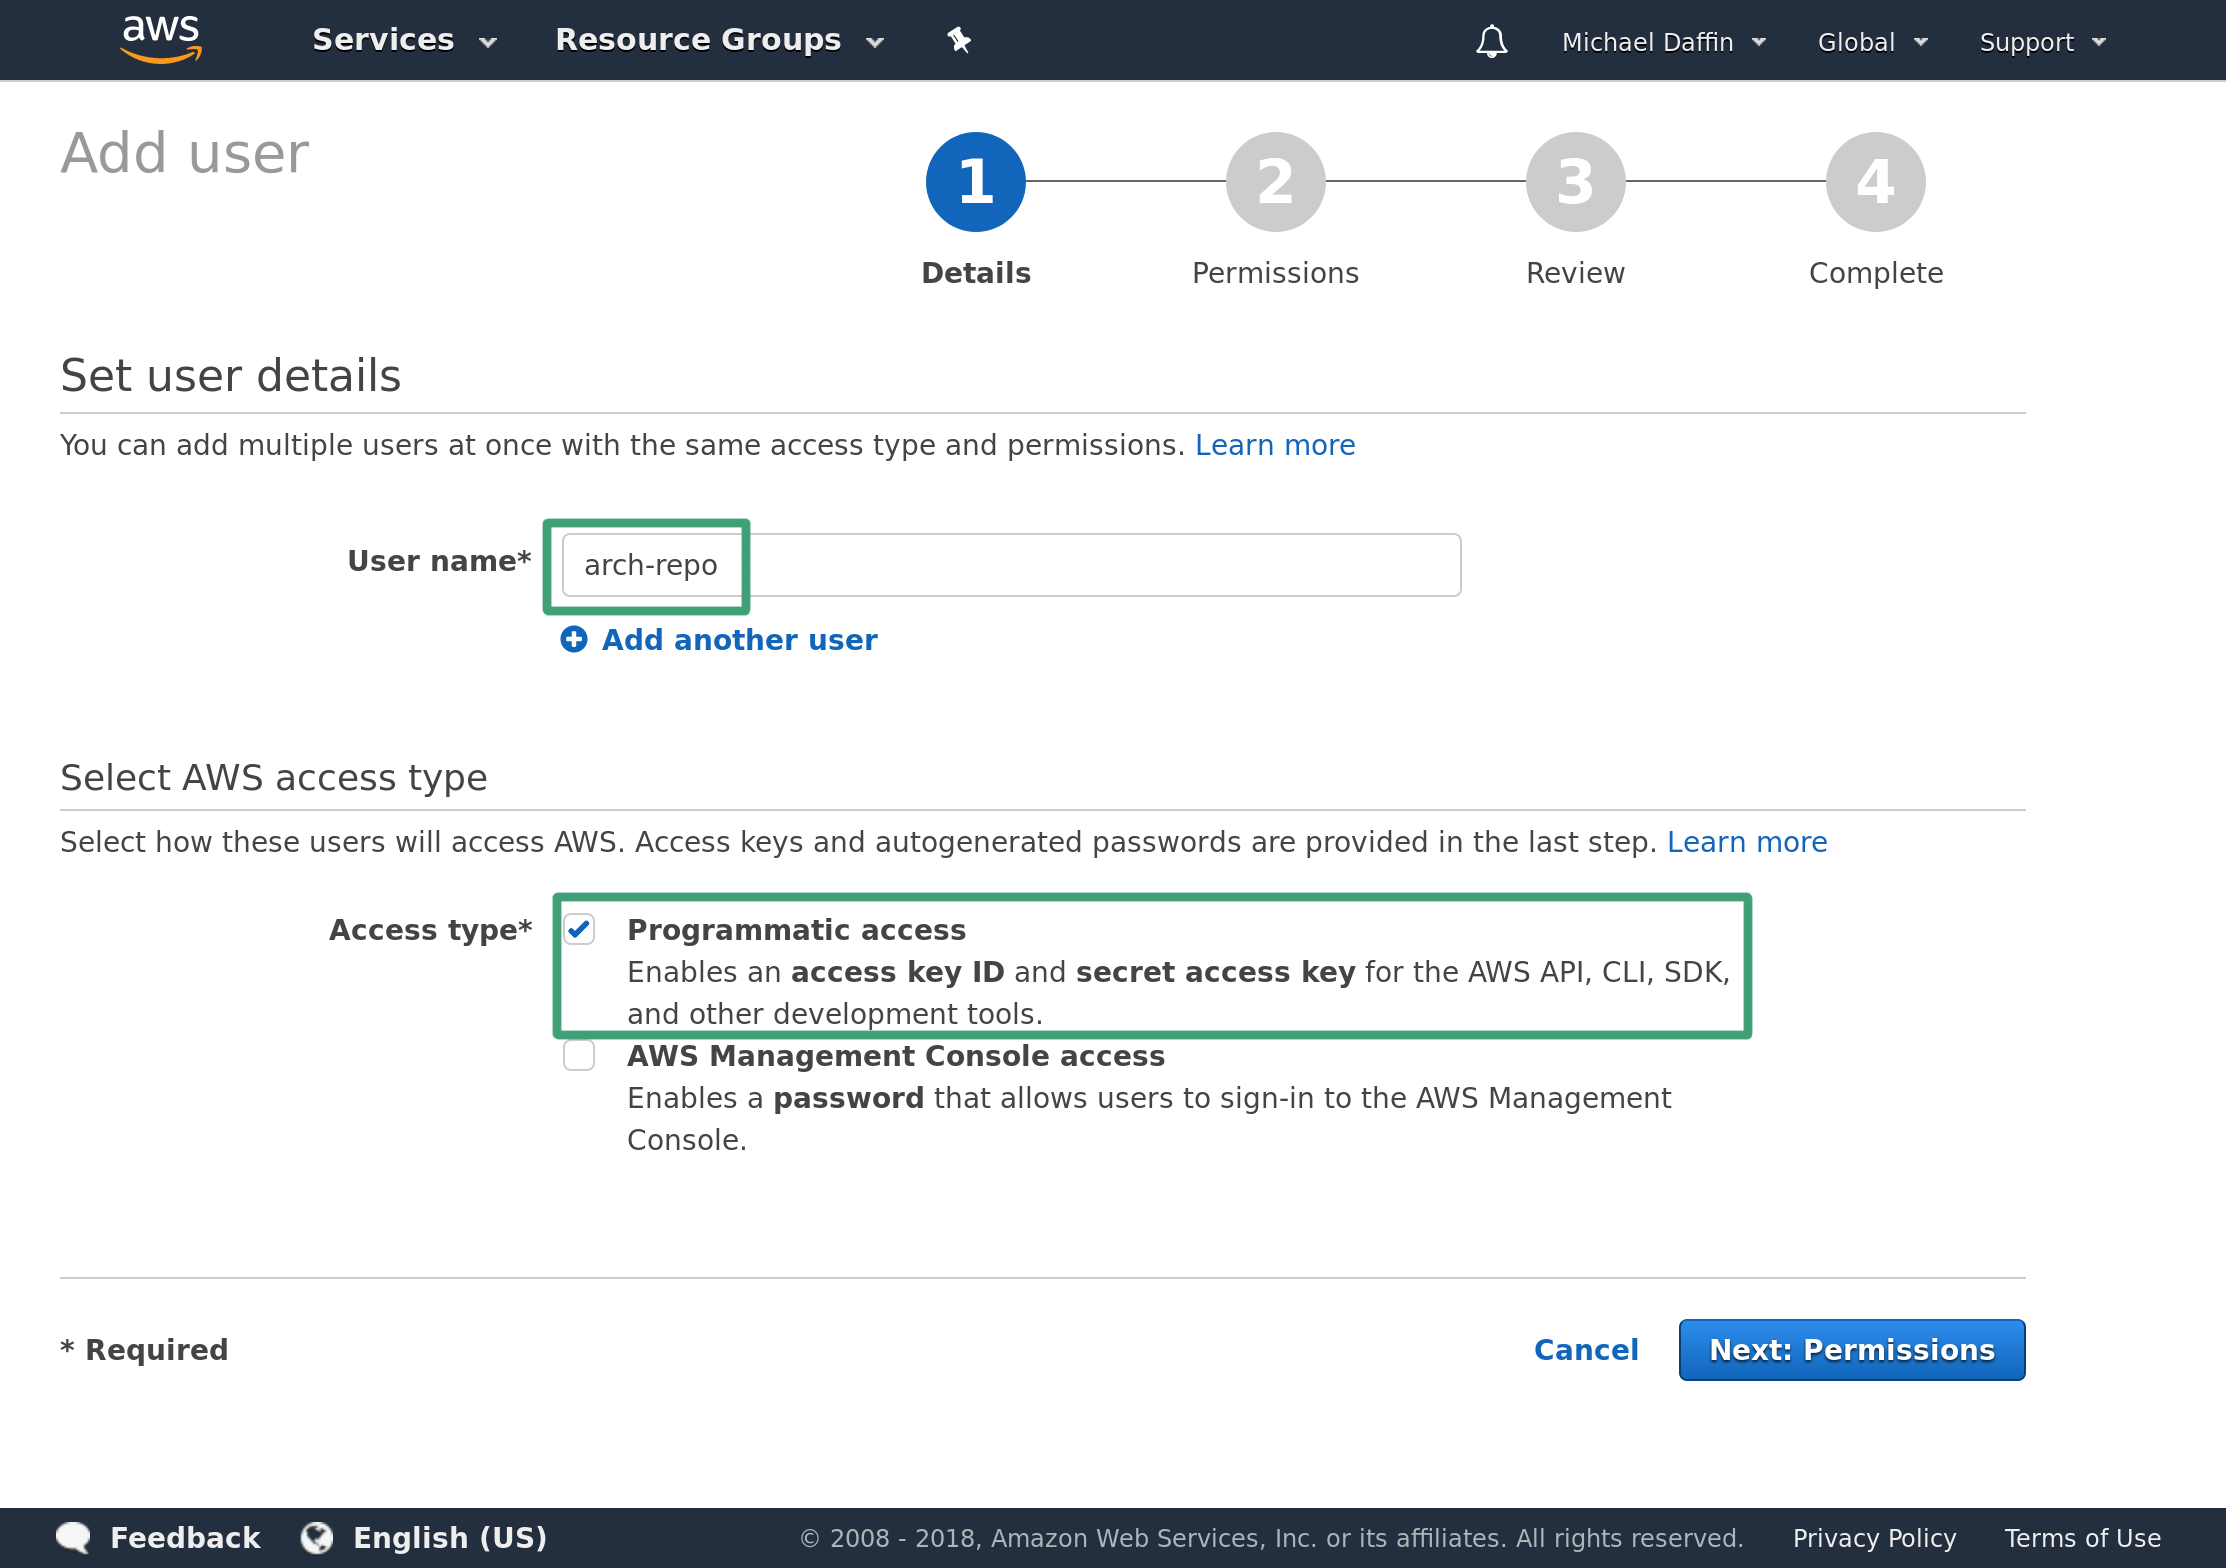 aws Services Resource Groups Michael Daffin Global Support
Add user
1 2 3 4
Details Permissions Review Complete
Set user details
You can add multiple users at once with the same access type and permissions. Learn more
User name* arch-repo
Add another user
Select AWS access type
Select how these users will access AWS. Access keys and autogenerated passwords are provided in the last step. Learn more
Access type* Programmatic access
Enables an access key ID and secret access key for the AWS API, CLI, SDK,
and other development tools.
AWS Management Console access
Enables a password that allows users to sign-in to the AWS Management
Console.
* Required Cancel Next: Permissions
Feedback English (US) © 2008 - 2018, Amazon Web Services, Inc. or its affiliates. All rights reserved. Privacy Policy Terms of Use